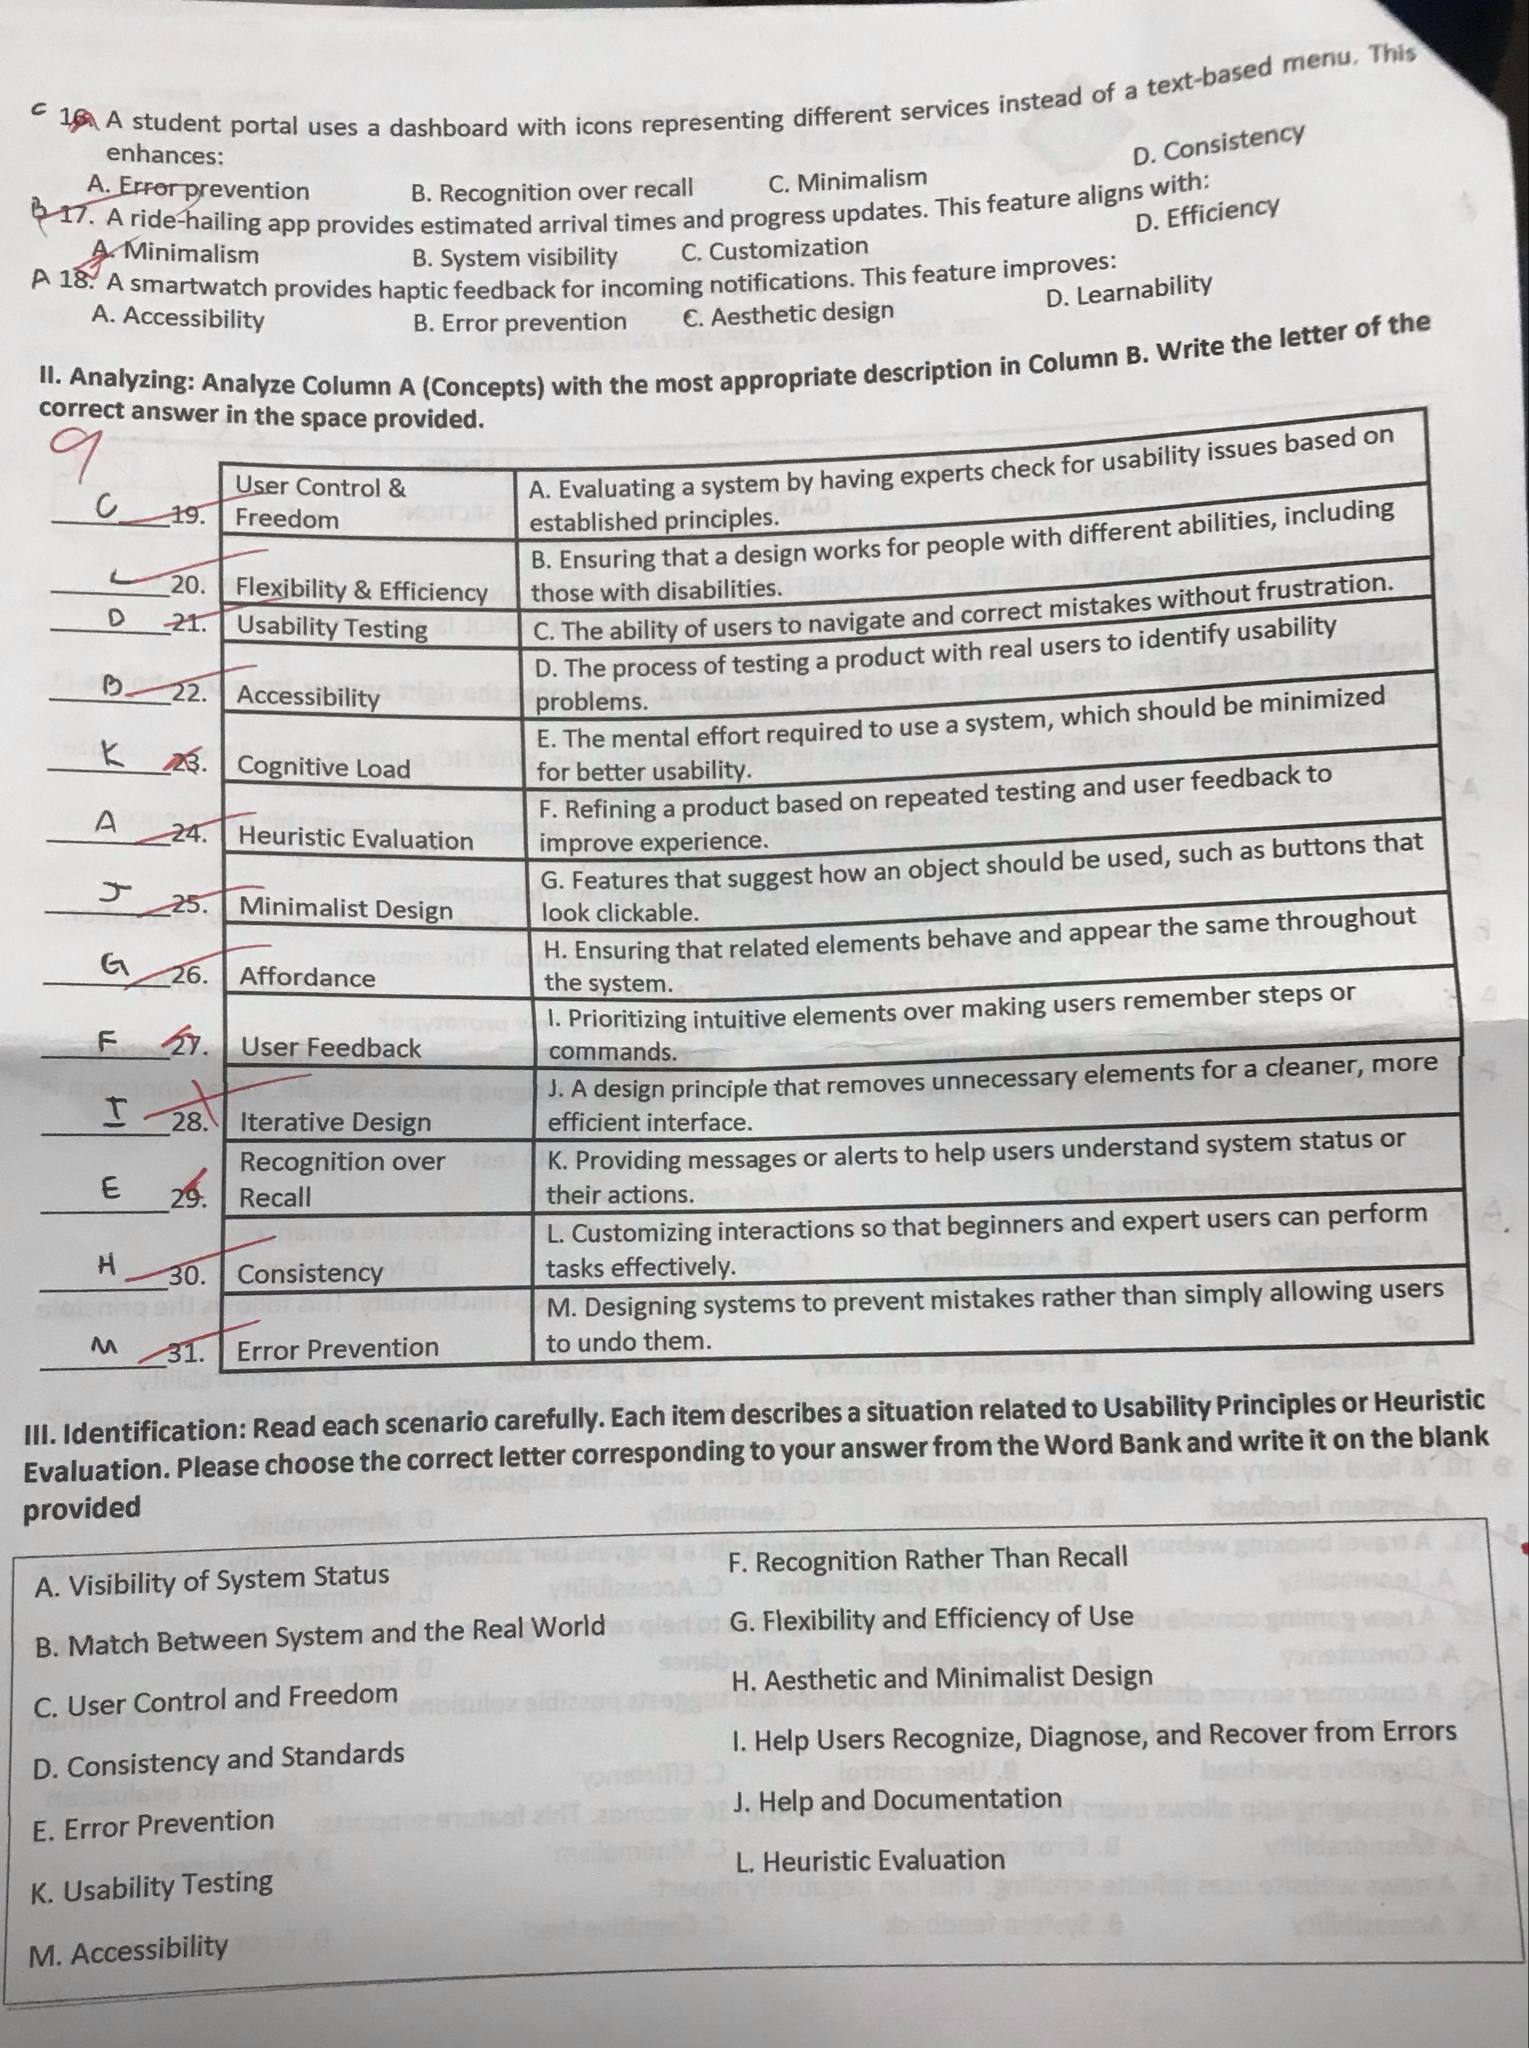 C 16. A student portal uses a dashboard with icons representing different services instead of a text-based menu. This
enhances:
A. Error prevention B. Recognition over recall C. Minimalism D. Consistency
B 17. A ride-hailing app provides estimated arrival times and progress updates. This feature aligns with:
A. Minimalism B. System visibility C. Customization D. Efficiency
A 18. A smartwatch provides haptic feedback for incoming notifications. This feature improves:
A. Accessibility B. Error prevention C. Aesthetic design D. Learnability
II. Analyzing: Analyze Column A (Concepts) with the most appropriate description in Column B. Write the letter of the
correct answer in the space provided.
9
C 19. User Control & Freedom
A. Evaluating a system by having experts check for usability issues based on
established principles.
L 20. Flexibility & Efficiency
B. Ensuring that a design works for people with different abilities, including
those with disabilities.
D 21. Usability Testing
C. The ability of users to navigate and correct mistakes without frustration.
B 22. Accessibility
D. The process of testing a product with real users to identify usability
problems.
K 23. Cognitive Load
E. The mental effort required to use a system, which should be minimized
for better usability.
A 24. Heuristic Evaluation
F. Refining a product based on repeated testing and user feedback to
improve experience.
J 25. Minimalist Design
G. Features that suggest how an object should be used, such as buttons that
look clickable.
G 26. Affordance
H. Ensuring that related elements behave and appear the same throughout
the system.
F 27. User Feedback
I. Prioritizing intuitive elements over making users remember steps or
commands.
I 28. Iterative Design
J. A design principle that removes unnecessary elements for a cleaner, more
efficient interface.
E 29. Recognition over Recall
K. Providing messages or alerts to help users understand system status or
their actions.
H 30. Consistency
L. Customizing interactions so that beginners and expert users can perform
tasks effectively.
M 31. Error Prevention
M. Designing systems to prevent mistakes rather than simply allowing users
to undo them.
III. Identification: Read each scenario carefully. Each item describes a situation related to Usability Principles or Heuristic
Evaluation. Please choose the correct letter corresponding to your answer from the Word Bank and write it on the blank
provided
A. Visibility of System Status
B. Match Between System and the Real World
C. User Control and Freedom
D. Consistency and Standards
E. Error Prevention
K. Usability Testing
M. Accessibility
F. Recognition Rather Than Recall
G. Flexibility and Efficiency of Use
H. Aesthetic and Minimalist Design
I. Help Users Recognize, Diagnose, and Recover from Errors
J. Help and Documentation
L. Heuristic Evaluation